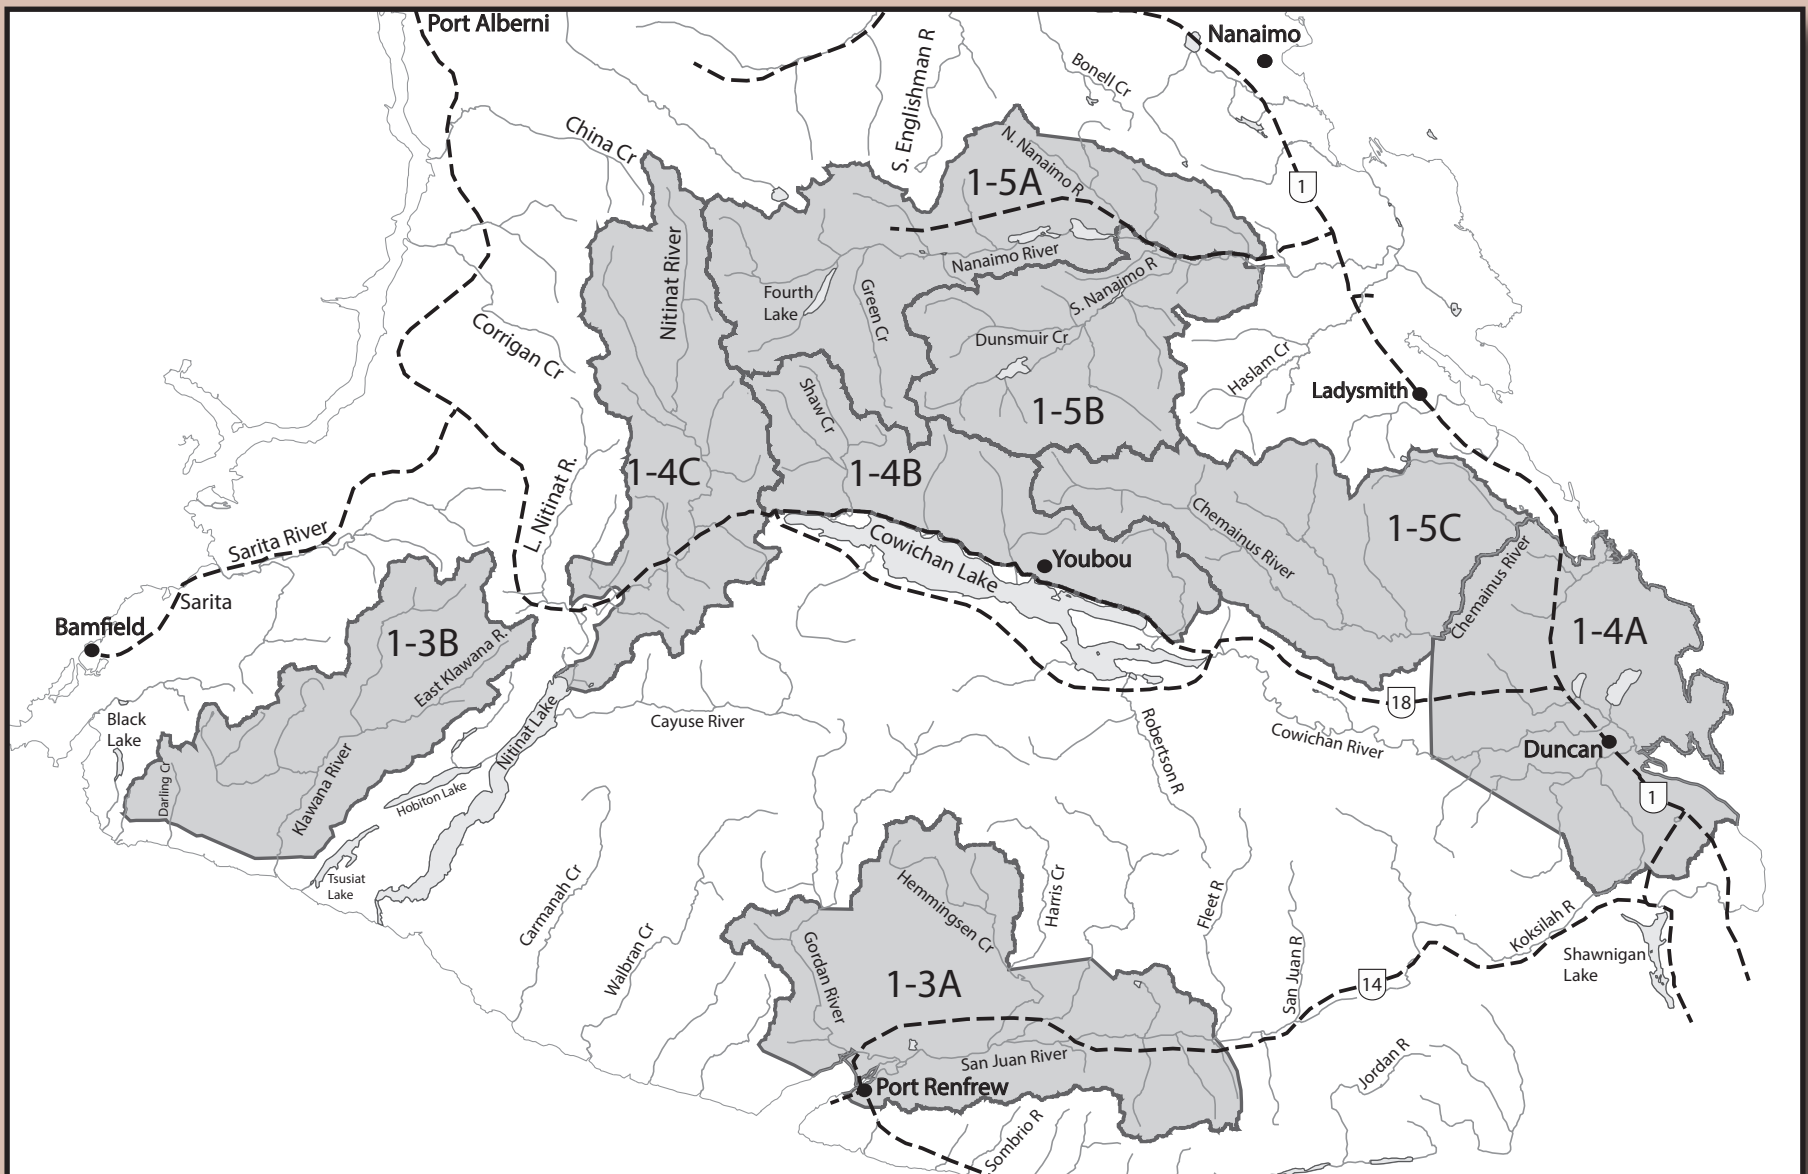 Port Alberni
Nanaimo
S. Englishman R
Bonell Cr
China Cr
N. Nanaimo R
1-5A
1
Nitinat River
Nanaimo River
S. Nanaimo R
Fourth
Lake
Green Cr
Corrigan Cr
Dunsmuir Cr
Haslam Cr
Ladysmith
Shaw Cr
1-5B
1-4C
1-4B
L. Nitinat R.
Chemainus River
1-5C
Sarita River
Cowichan Lake
Youbou
Chemainus River
Sarita
Bamfield
1-3B
East Klawana R.
1-4A
Black
Lake
Nitinat Lake
Cayuse River
18
Robertson R
Cowichan River
Duncan
Darling Cr
Klawana River
Hobiton Lake
1
Tsusiat
Lake
Carmanah Cr
Hemmingsen Cr
Harris Cr
Fleet R
Walbran Cr
Gordan River
1-3A
San Juan R
14
Koksilah R
Shawnigan
Lake
San Juan River
Port Renfrew
Jordan R
Sombrio R